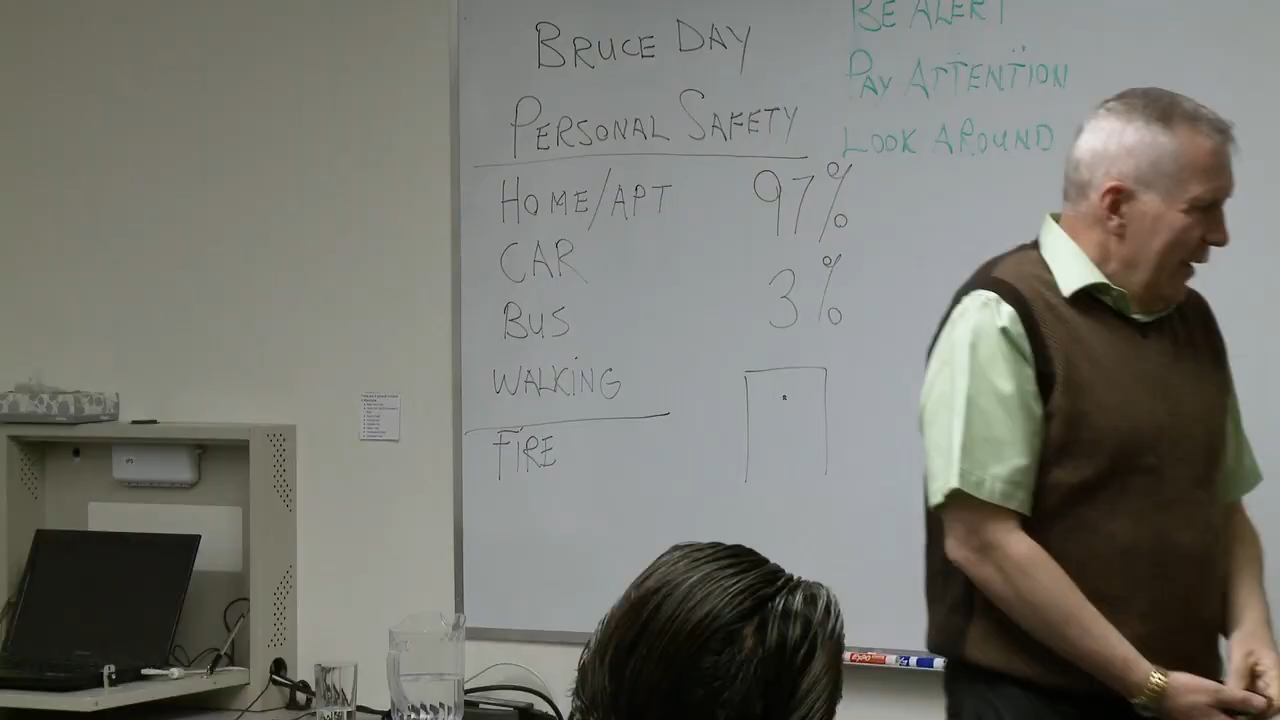 BRUCE DAY
PERSONAL SAFETY
HOME/APT 97%
CAR
3%
BUS
WALKING
FIRE
BE ALERT
PAY ATTENTION
LOOK AROUND